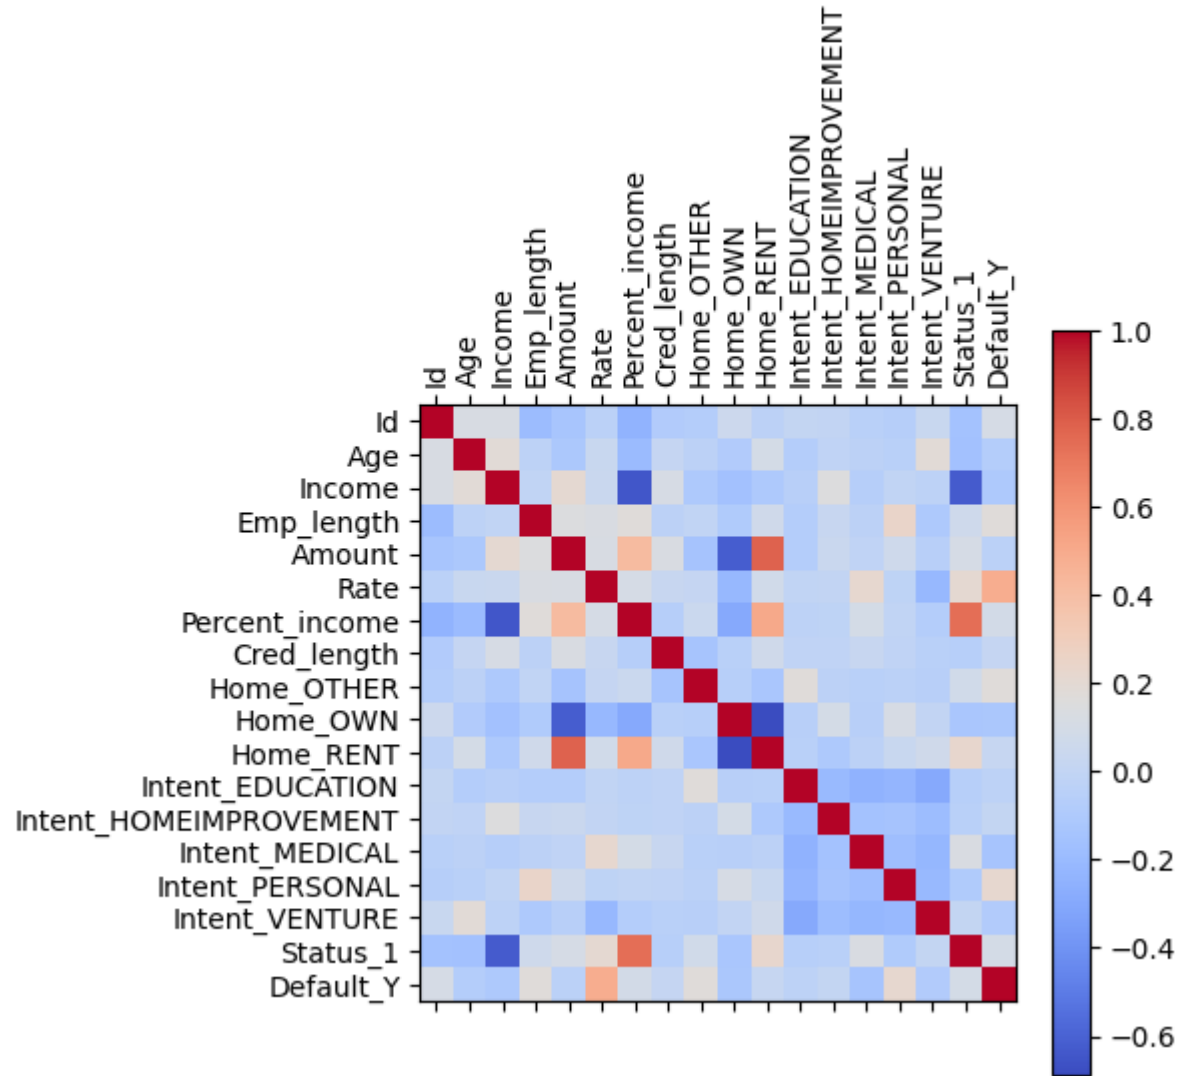 Id
Age
Income
Emp_length
Amount
Rate
Percent_income
Cred_length
Home_OTHER
Home_OWN
Home_RENT
Intent_EDUCATION
Intent_HOMEIMPROVEMENT
Intent_MEDICAL
Intent_PERSONAL
Intent_VENTURE
Status_1
Default_Y
Id
Age
Income
Emp_length
Amount
Rate
Percent_income
Cred_length
Home_OTHER
Home_OWN
Home_RENT
Intent_EDUCATION
Intent_HOMEIMPROVEMENT
Intent_MEDICAL
Intent_PERSONAL
Intent_VENTURE
Status_1
Default_Y
1.0
0.8
0.6
0.4
0.2
0.0
−0.2
−0.4
−0.6